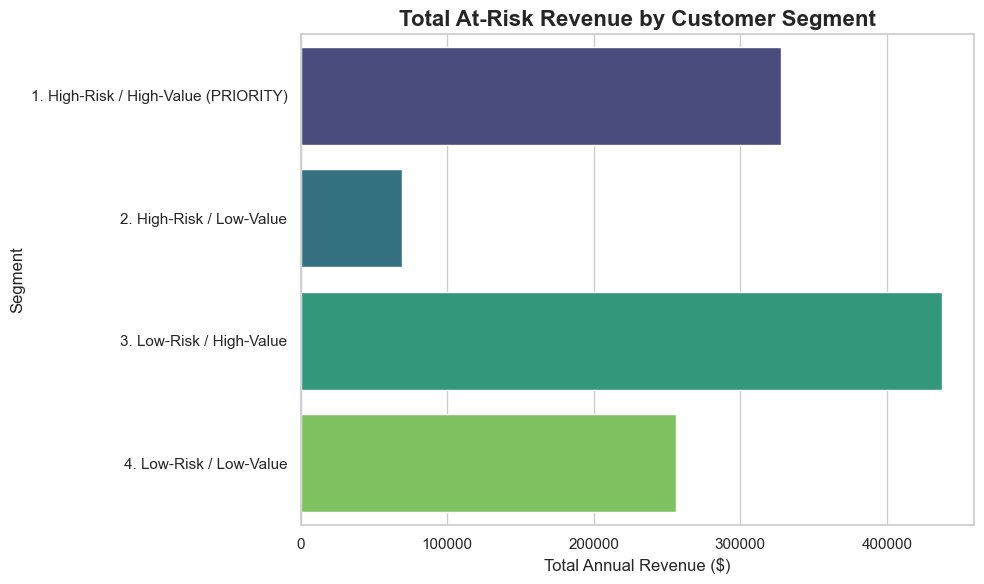 Total At-Risk Revenue by Customer Segment
1. High-Risk / High-Value (PRIORITY)
2. High-Risk / Low-Value
Segment
3. Low-Risk / High-Value
4. Low-Risk / Low-Value
0 100000 200000 300000 400000
Total Annual Revenue ($)